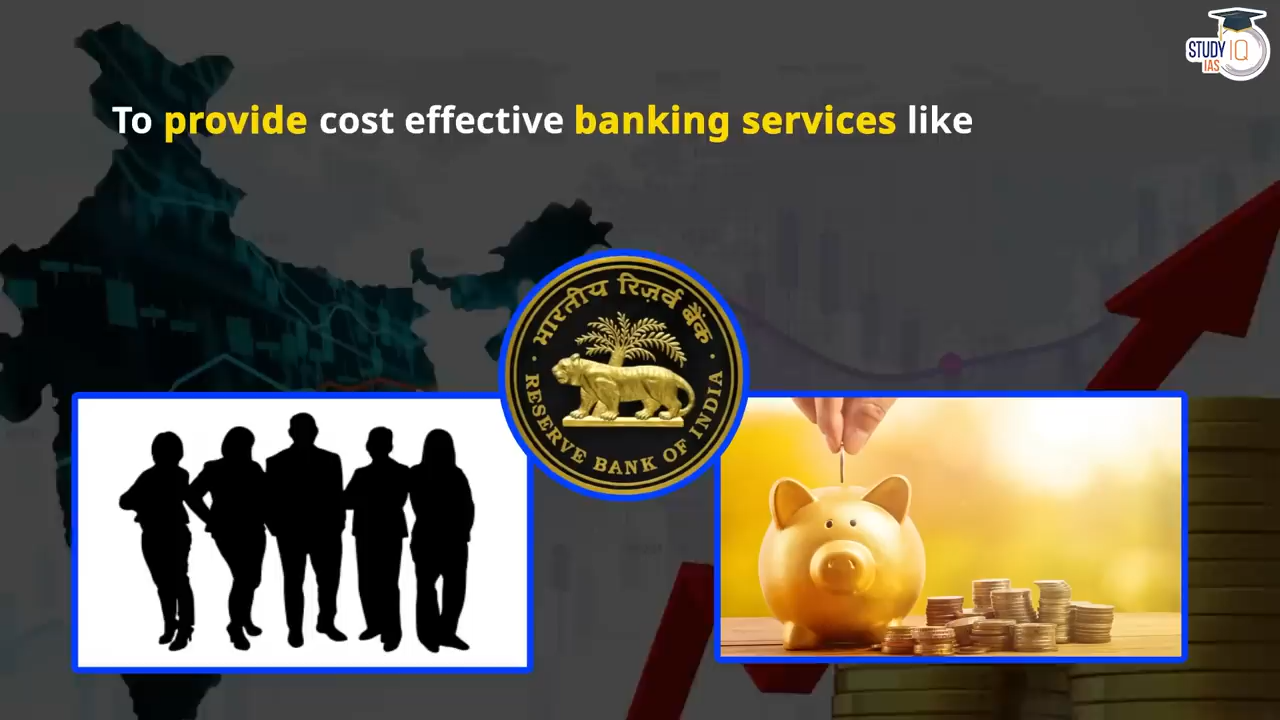 STUDY IQ
IAS
To provide cost effective banking services like
भारतीय रिज़र्व बैंक
RESERVE BANK OF INDIA